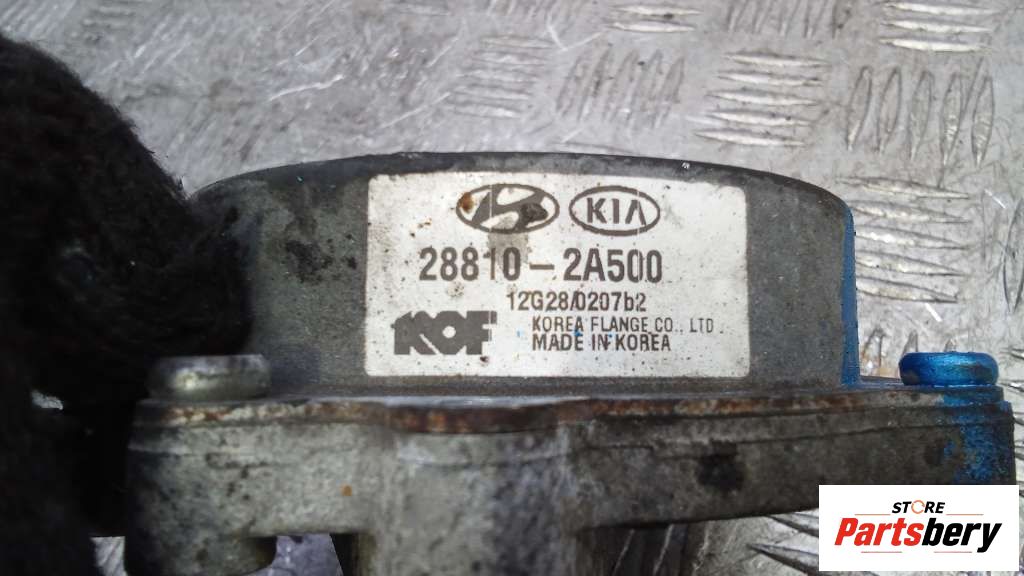 KIA
28810-2A500
12G28/0207b2
KOF
KOREA FLANGE CO., LTD.
MADE IN KOREA
STORE
Partsbery